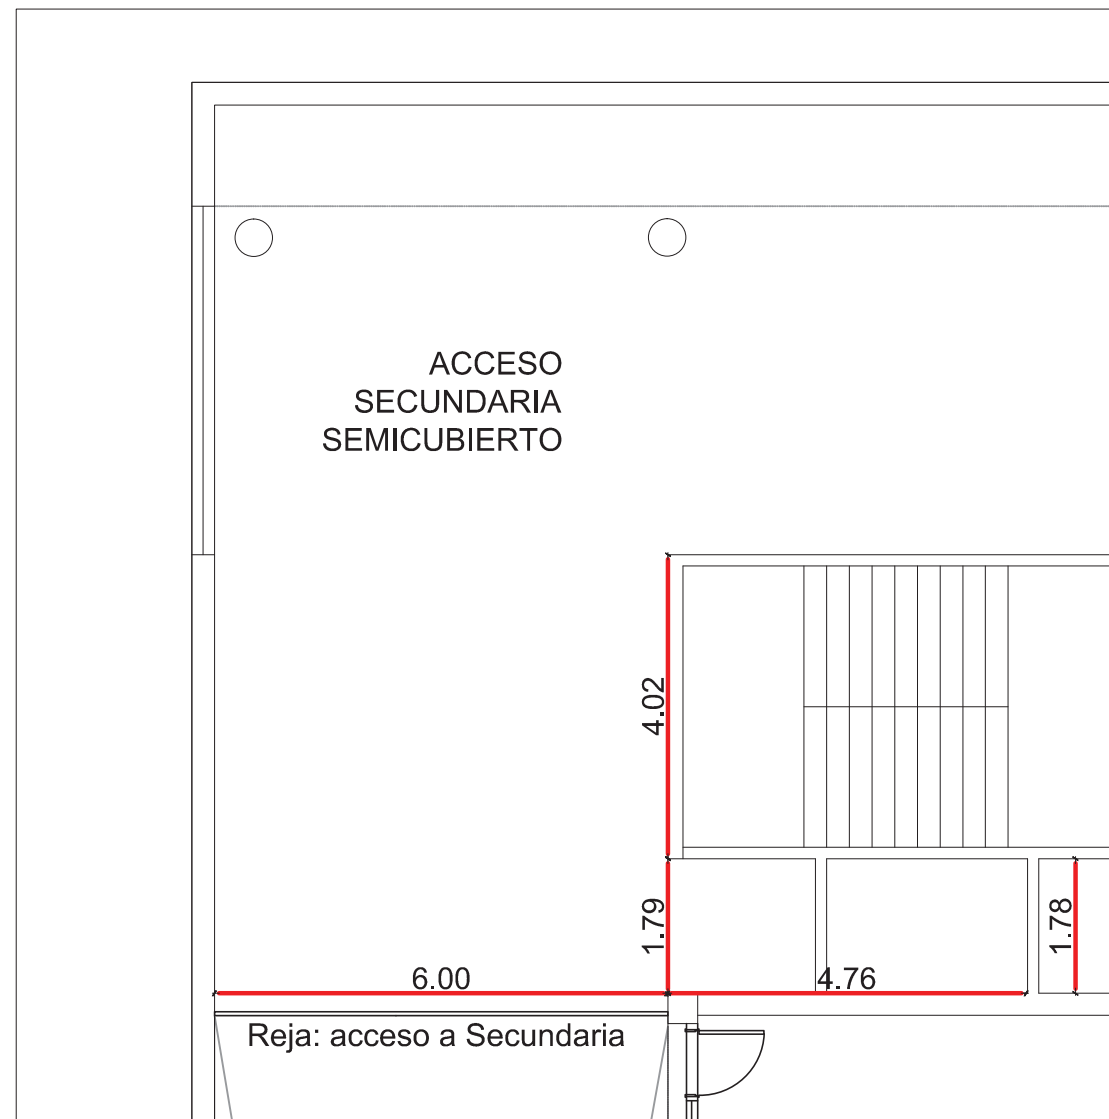 ACCESO
SECUNDARIA
SEMICUBIERTO
4.02
1.79
1.78
6.00
4.76
Reja: acceso a Secundaria